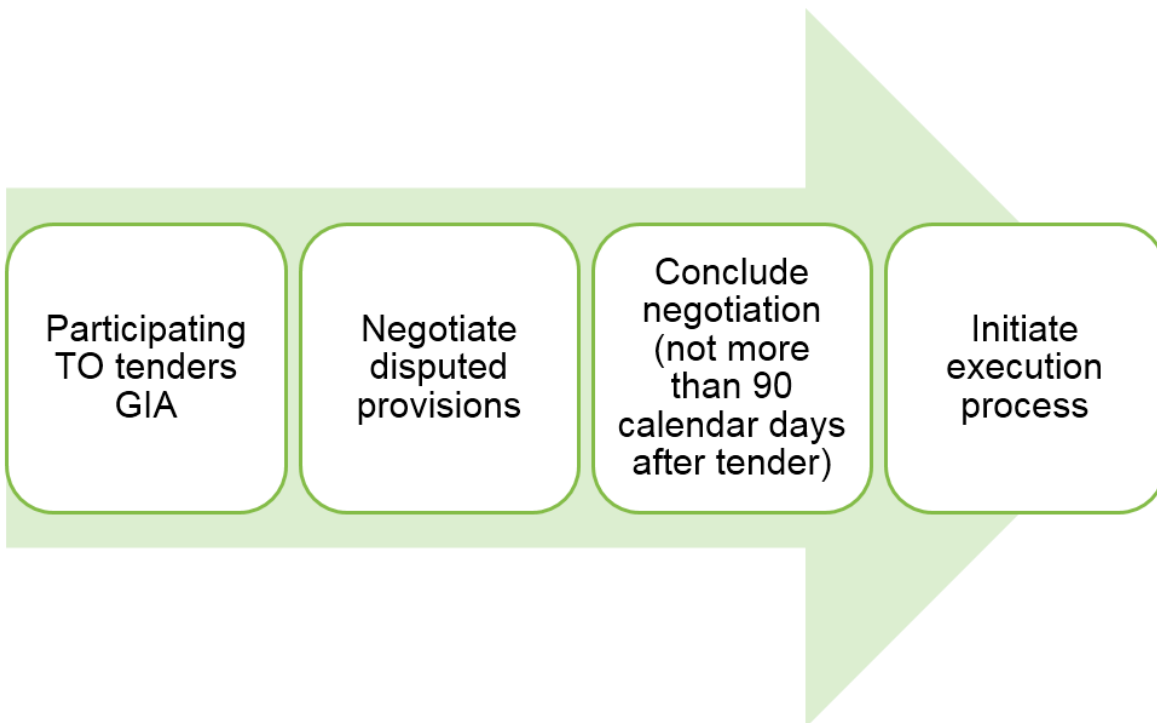 Participating
TO tenders
GIA
Negotiate
disputed
provisions
Conclude
negotiation
(not more
than 90
calendar days
after tender)
Initiate
execution
process